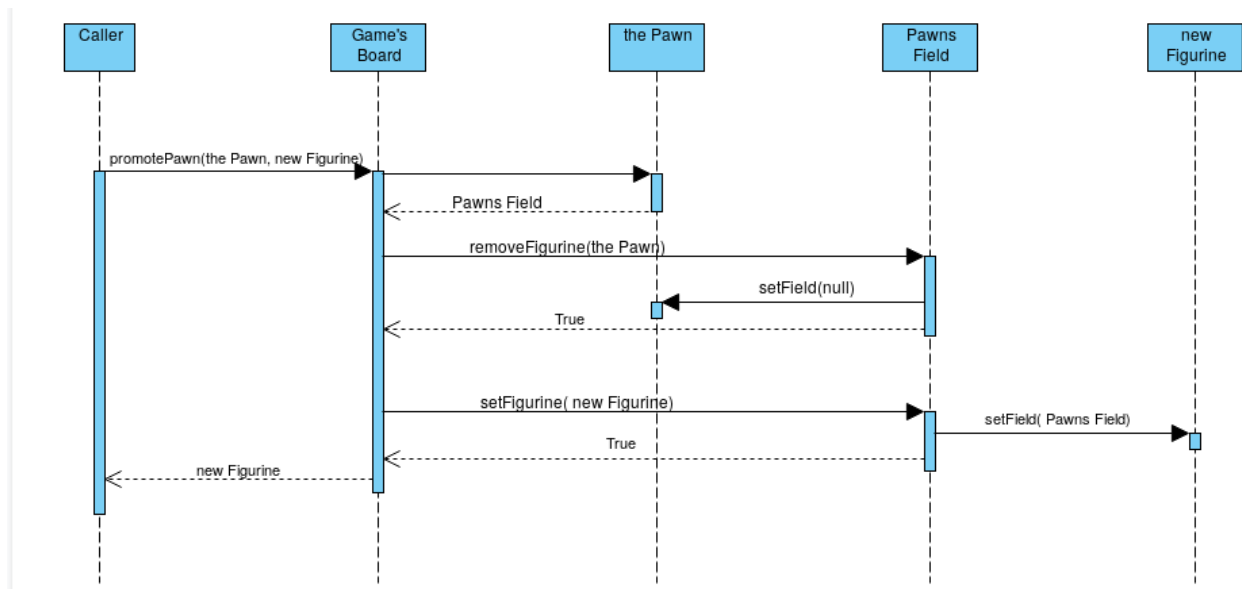 Caller
Game's
Board
the Pawn
Pawns
Field
new
Figurine
promotePawn(the Pawn, new Figurine)
Pawns Field
removeFigurine(the Pawn)
setField(null)
True
setFigurine( new Figurine)
setField( Pawns Field)
True
new Figurine